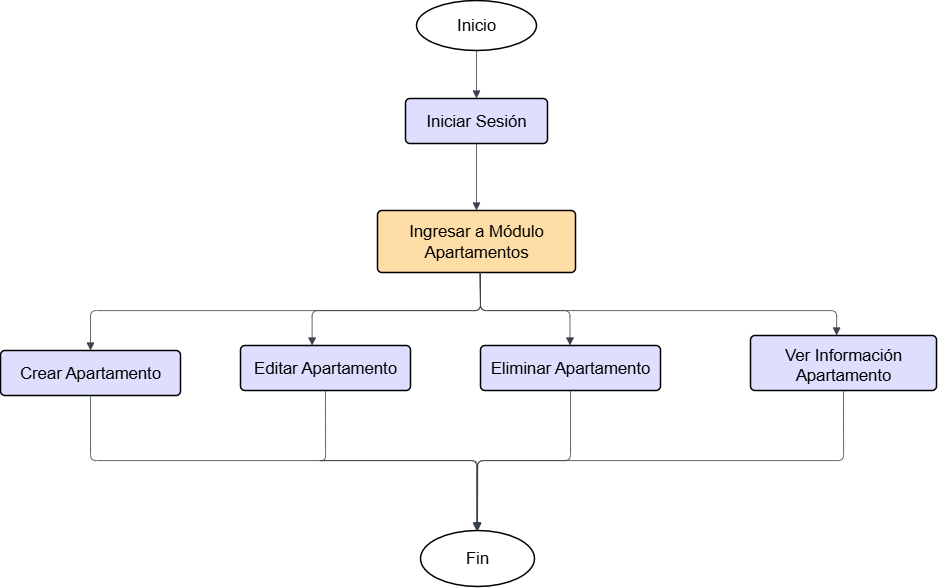 Inicio
Iniciar Sesión
Ingresar a Módulo
Apartamentos
Crear Apartamento
Editar Apartamento
Eliminar Apartamento
Ver Información
Apartamento
Fin